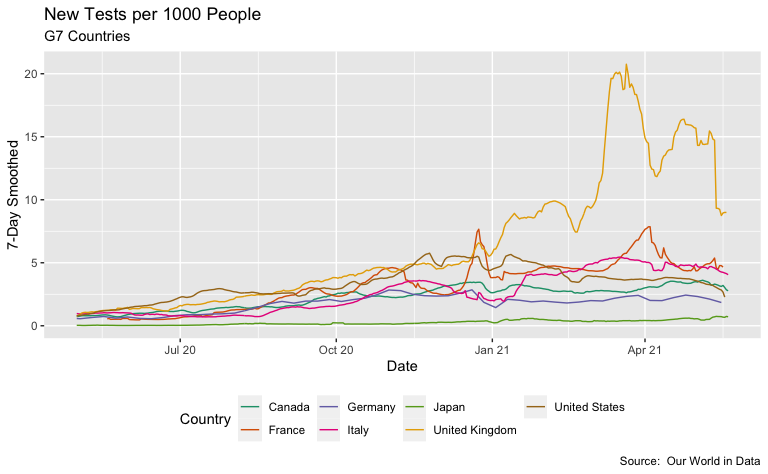 New Tests per 1000 People
G7 Countries
7-Day Smoothed
20
15
10
5
0
Jul 20
Oct 20
Jan 21
Apr 21
Date
Country
Canada
Germany
Japan
United States
France
Italy
United Kingdom
Source:  Our World in Data